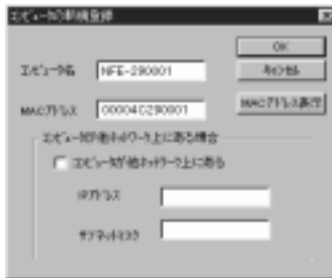 コンピュータの新規登録
OK
コンピュータ名 NFE-290001
キャンセル
MACアドレス 00004C290001
MACアドレス表示
コンピュータが他ネットワーク上にある場合
コンピュータが他ネットワーク上にある
IPアドレス
サブネットマスク